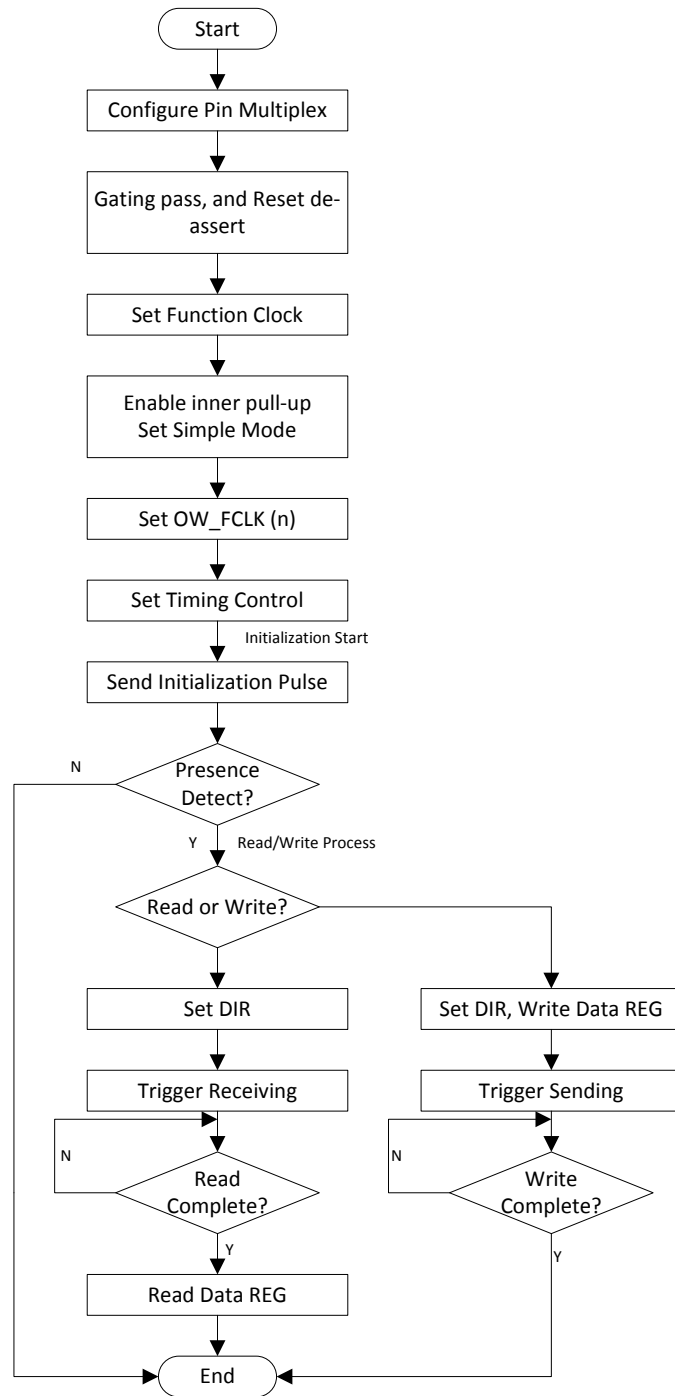 Start
Configure Pin Multiplex
Gating pass, and Reset de-
assert
Set Function Clock
Enable inner pull-up
Set Simple Mode
Set OW_FCLK (n)
Set Timing Control
Initialization Start
Send Initialization Pulse
N
Presence
Detect?
Y
Read/Write Process
Read or Write?
Set DIR
Set DIR, Write Data REG
Trigger Receiving
Trigger Sending
N
Read
Complete?
N
Write
Complete?
Y
Y
Read Data REG
End